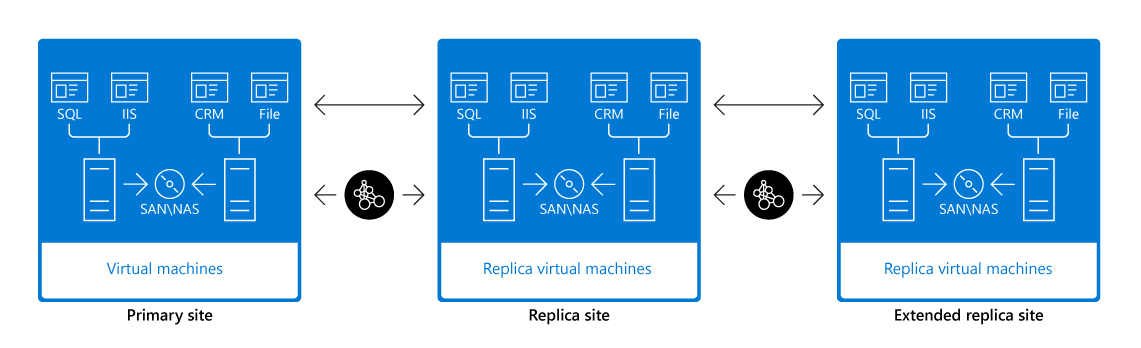 SQL IIS CRM File
SAN\NAS
Virtual machines
Primary site
SQL IIS CRM File
SAN\NAS
Replica virtual machines
Replica site
SQL IIS CRM File
SAN\NAS
Replica virtual machines
Extended replica site